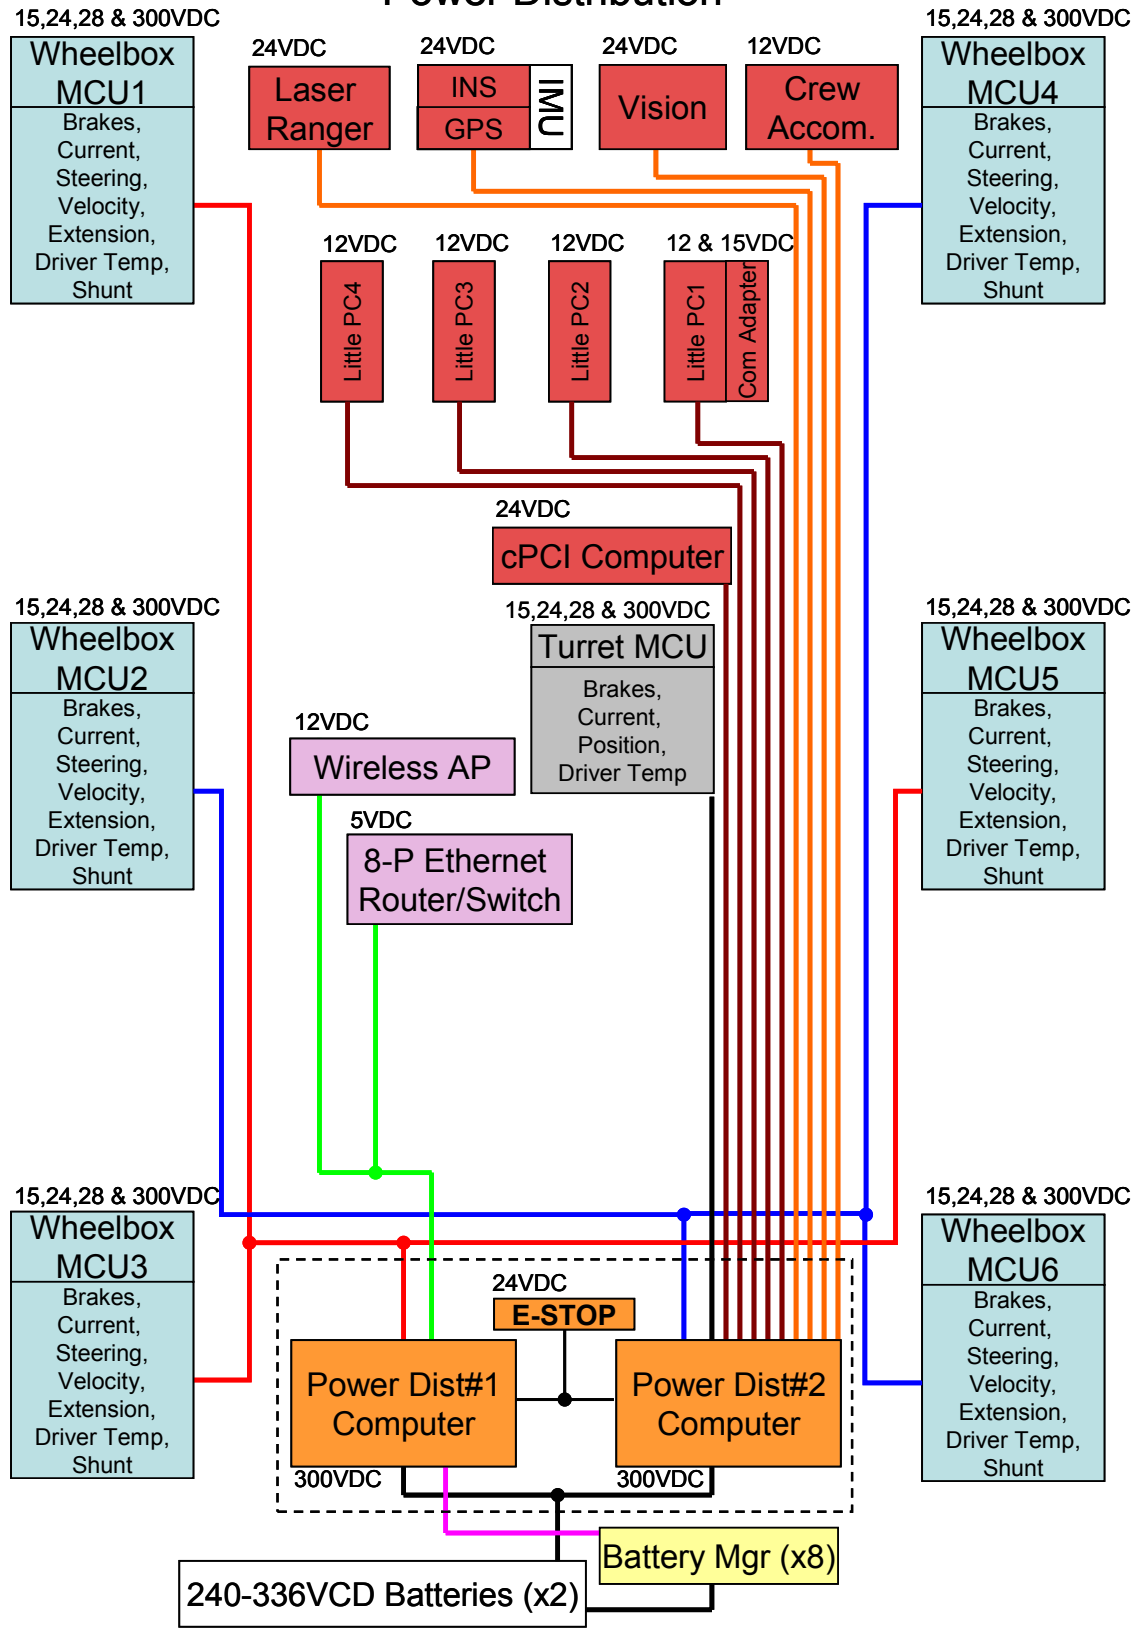 Power Distribution
15,24,28 & 300VDC
Wheelbox
MCU1
Brakes,
Current,
Steering,
Velocity,
Extension,
Driver Temp,
Shunt
24VDC
Laser
Ranger
24VDC
INS
GPS
IMU
24VDC
Vision
12VDC
Crew
Accom.
15,24,28 & 300VDC
Wheelbox
MCU4
Brakes,
Current,
Steering,
Velocity,
Extension,
Driver Temp,
Shunt
12VDC
Little PC4
12VDC
Little PC3
12VDC
Little PC2
12 & 15VDC
Little PC1
Com Adapter
24VDC
cPCI Computer
15,24,28 & 300VDC
Wheelbox
MCU2
Brakes,
Current,
Steering,
Velocity,
Extension,
Driver Temp,
Shunt
15,24,28 & 300VDC
Turret MCU
Brakes,
Current,
Position,
Driver Temp
15,24,28 & 300VDC
Wheelbox
MCU5
Brakes,
Current,
Steering,
Velocity,
Extension,
Driver Temp,
Shunt
12VDC
Wireless AP
5VDC
8-P Ethernet
Router/Switch
15,24,28 & 300VDC
Wheelbox
MCU3
Brakes,
Current,
Steering,
Velocity,
Extension,
Driver Temp,
Shunt
24VDC
E-STOP
Power Dist#1
Computer
300VDC
Power Dist#2
Computer
300VDC
15,24,28 & 300VDC
Wheelbox
MCU6
Brakes,
Current,
Steering,
Velocity,
Extension,
Driver Temp,
Shunt
Battery Mgr (x8)
240-336VCD Batteries (x2)